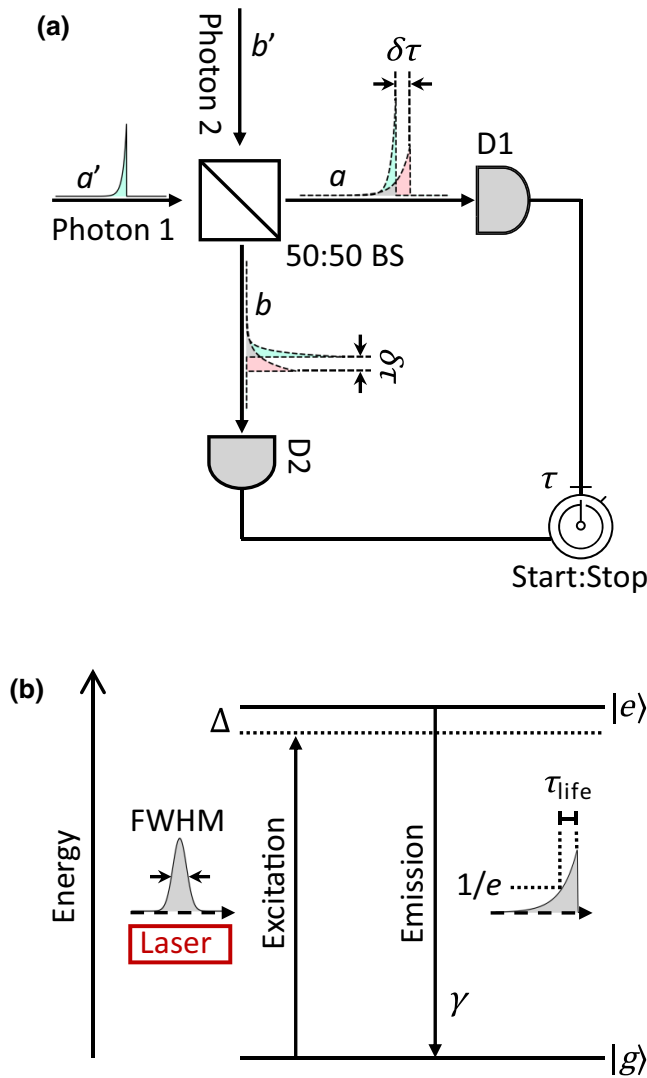 (a)
Photon 2
b’
δτ
a’
a
D1
Photon 1
50:50 BS
b
δτ
D2
τ
Start:Stop
(b)
|e⟩
Δ
τlife
FWHM
1/e
Energy
Laser
Excitation
Emission
γ
|g⟩